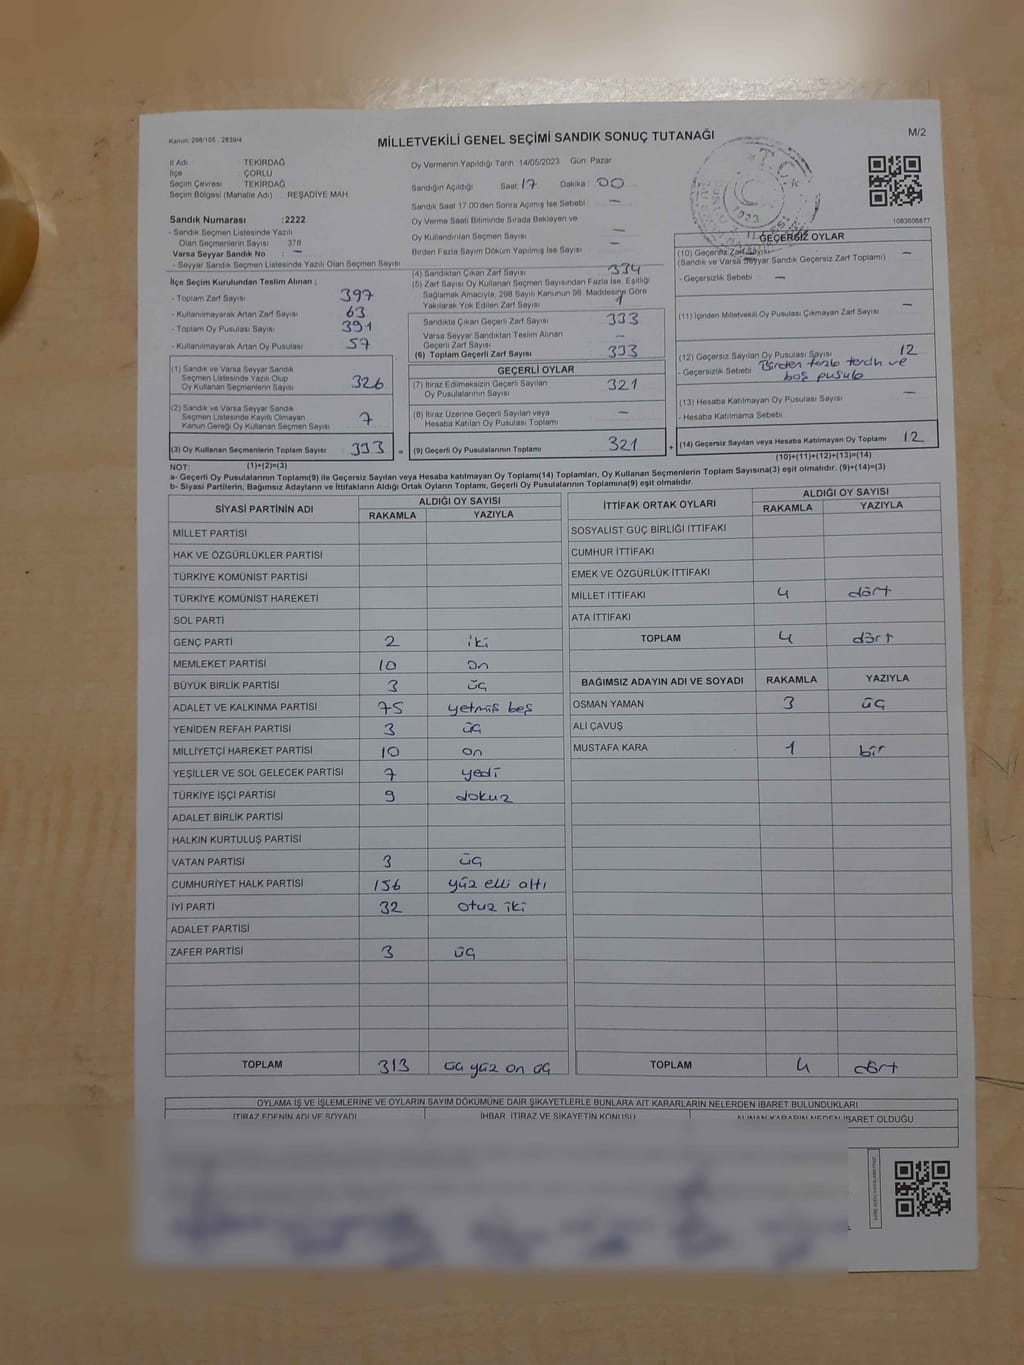 Kanun: 298/105 , 2839/4
MİLLETVEKİLİ GENEL SEÇİMİ SANDIK SONUÇ TUTANAĞI
M/2
İl Adı TEKİRDAĞ
İlçe ÇORLU
Seçim Çevresi TEKİRDAĞ
Seçim Bölgesi (Mahalle Adı) REŞADİYE MAH
Sandık Numarası :2222
- Sandık Seçmen Listesinde Yazılı
Olan Seçmenlerin Sayısı 378
Varsa Seyyar Sandık No : –
- Seyyar Sandık Seçmen Listesinde Yazılı Olan Seçmen Sayısı
İlçe Seçim Kurulundan Teslim Alınan ;
- Toplam Zarf Sayısı 397
- Kullanılmayarak Artan Zarf Sayısı 63
- Toplam Oy Pusulası Sayısı 391
- Kullanılmayarak Artan Oy Pusulası 57
(1) Sandık ve Varsa Seyyar Sandık
Seçmen Listesinde Yazılı Olup
Oy Kullanan Seçmenlerin Sayısı 326
(2) Sandık ve Varsa Seyyar Sandık
Seçmen Listesinde Kayıtlı Olmayan
Kanun Gereği Oy Kullanan Seçmen Sayısı 7
(3) Oy Kullanan Seçmenlerin Toplam Sayısı 333 =
(1)+(2)=(3)
Oy Vermenin Yapıldığı Tarih 14/05/2023 Gün Pazar
Sandığın Açıldığı Saat 17 Dakika 00
Sandık Saat 17.00'den Sonra Açılmış İse Sebebi –
Oy Verme Saati Bitiminde Sırada Bekleyen ve
Oy Kullandırılan Seçmen Sayısı –
Birden Fazla Sayım Döküm Yapılmış İse Sayısı –
(4) Sandıktan Çıkan Zarf Sayısı 334
(5) Zarf Sayısı Oy Kullanan Seçmen Sayısından Fazla İse, Eşitliği
Sağlamak Amacıyla, 298 Sayılı Kanunun 98. Maddesine Göre
Yakılarak Yok Edilen Zarf Sayısı 1
Sandıkta Çıkan Geçerli Zarf Sayısı 333
Varsa Seyyar Sandıktan Teslim Alınan
Geçerli Zarf Sayısı –
(6) Toplam Geçerli Zarf Sayısı 333
GEÇERLİ OYLAR
(7) İtiraz Edilmeksizin Geçerli Sayılan
Oy Pusulalarının Sayısı 321
(8) İtiraz Üzerine Geçerli Sayılan veya
Hesaba Katılan Oy Pusulası Toplamı –
(9) Geçerli Oy Pusulalarının Toplamı 321 +
T.C.
1923
1083606877
GEÇERSİZ OYLAR
(10) Geçersiz Zarf Sayısı
(Sandık ve Varsa Seyyar Sandık Geçersiz Zarf Toplamı) –
- Geçersizlik Sebebi –
(11) İçinden Milletvekili Oy Pusulası Çıkmayan Zarf Sayısı –
(12) Geçersiz Sayılan Oy Pusulası Sayısı 12
- Geçersizlik Sebebi Birden fazla tercih ve
boş pusula
(13) Hesaba Katılmayan Oy Pusulası Sayısı –
- Hesaba Katılmama Sebebi
(14) Geçersiz Sayılan veya Hesaba Katılmayan Oy Toplamı 12
(10)+(11)+(12)+(13)=(14)
NOT:
a- Geçerli Oy Pusulalarının Toplamı(9) ile Geçersiz Sayılan veya Hesaba katılmayan Oy Toplamı(14) Toplamları, Oy Kullanan Seçmenlerin Toplam Sayısına(3) eşit olmalıdır. (9)+(14)=(3)
b- Siyasi Partilerin, Bağımsız Adayların ve İttifakların Aldığı Ortak Oyların Toplamı, Geçerli Oy Pusulalarının Toplamına(9) eşit olmalıdır.
SİYASİ PARTİNİN ADI ALDIĞI OY SAYISI
RAKAMLA YAZIYLA
MİLLET PARTİSİ
HAK VE ÖZGÜRLÜKLER PARTİSİ
TÜRKİYE KOMÜNİST PARTİSİ
TÜRKİYE KOMÜNİST HAREKETİ
SOL PARTİ
GENÇ PARTİ 2 iki
MEMLEKET PARTİSİ 10 on
BÜYÜK BİRLİK PARTİSİ 3 üç
ADALET VE KALKINMA PARTİSİ 75 yetmiş beş
YENİDEN REFAH PARTİSİ 3 üç
MİLLİYETÇİ HAREKET PARTİSİ 10 on
YEŞİLLER VE SOL GELECEK PARTİSİ 7 yedi
TÜRKİYE İŞÇİ PARTİSİ 9 dokuz
ADALET BİRLİK PARTİSİ
HALKIN KURTULUŞ PARTİSİ
VATAN PARTİSİ 3 üç
CUMHURİYET HALK PARTİSİ 156 yüz elli altı
İYİ PARTİ 32 otuz iki
ADALET PARTİSİ
ZAFER PARTİSİ 3 üç
TOPLAM 313 üç yüz on üç
İTTİFAK ORTAK OYLARI ALDIĞI OY SAYISI
RAKAMLA YAZIYLA
SOSYALİST GÜÇ BİRLİĞİ İTTİFAKI
CUMHUR İTTİFAKI
EMEK VE ÖZGÜRLÜK İTTİFAKI
MİLLET İTTİFAKI 4 dört
ATA İTTİFAKI
TOPLAM 4 dört
BAĞIMSIZ ADAYIN ADI VE SOYADI RAKAMLA YAZIYLA
OSMAN YAMAN 3 üç
ALİ ÇAVUŞ
MUSTAFA KARA 1 bir
TOPLAM 4 dört
OYLAMA İŞ VE İŞLEMLERİNE VE OYLARIN SAYIM DÖKÜMÜNE DAİR ŞİKAYETLERLE BUNLARA AİT KARARLARIN NELERDEN İBARET BULUNDUKLARI
İTİRAZ EDENİN ADI VE SOYADI İHBAR, İTİRAZ VE ŞİKAYETİN KONUSU ALINAN KARARIN NEDEN İBARET OLDUĞU